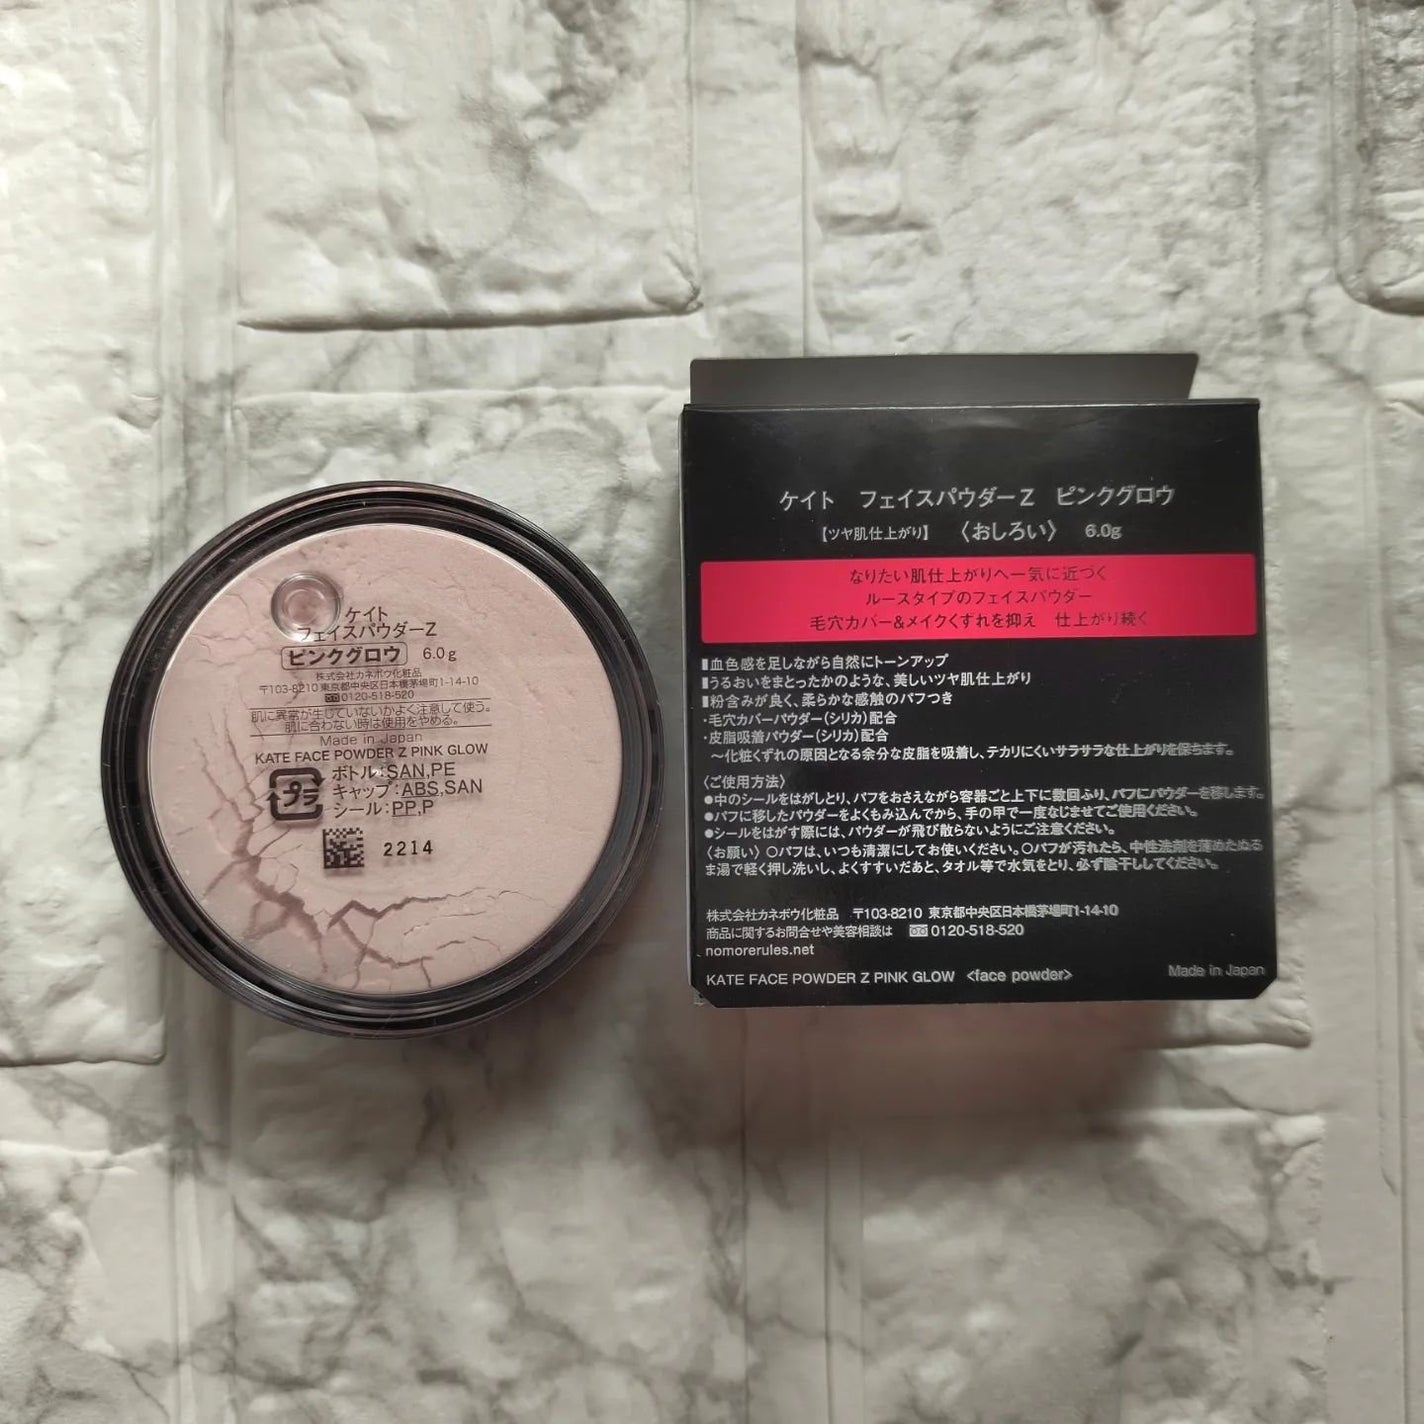 ケイト
フェイスパウダーZ
ピンクグロウ 6.0g
株式会社カネボウ化粧品
〒103-8210 東京都中央区日本橋茅場町1-14-10
0120-518-520
肌に異常が生じていないかよく注意して使う。
肌に合わない時は使用をやめる。
Made in Japan
KATE FACE POWDER Z PINK GLOW
プラ
ボトル:SAN,PE
キャップ:ABS,SAN
シール:PP,P
2214
ケイト フェイスパウダーZ ピンクグロウ
【ツヤ肌仕上がり】 〈おしろい〉 6.0g
なりたい肌仕上がりへ一気に近づく
ルースタイプのフェイスパウダー
毛穴カバー&メイクくずれを抑え 仕上がり続く
▮血色感を足しながら自然にトーンアップ
▮うるおいをまとったかのような、美しいツヤ肌仕上がり
▮粉含みが良く、柔らかな感触のパフつき
・毛穴カバーパウダー(シリカ)配合
・皮脂吸着パウダー(シリカ)配合
～化粧くずれの原因となる余分な皮脂を吸着し、テカリにくいサラサラな仕上がりを保ちます。
〈ご使用方法〉
●中のシールをはがしとり、パフをおさえながら容器ごと上下に数回ふり、パフにパウダーを移します。
●パフに移したパウダーをよくもみ込んでから、手の甲で一度なじませてご使用ください。
●シールをはがす際には、パウダーが飛び散らないようにご注意ください。
〈お願い〉○パフは、いつも清潔にしてお使いください。○パフが汚れたら、中性洗剤を薄めたぬる
ま湯で軽く押し洗いし、よくすすいだあと、タオル等で水気をとり、必ず陰干ししてください。
株式会社カネボウ化粧品 〒103-8210 東京都中央区日本橋茅場町1-14-10
商品に関するお問合せや美容相談は 0120-518-520
nomorerules.net
KATE FACE POWDER Z PINK GLOW <face powder> Made in Japan